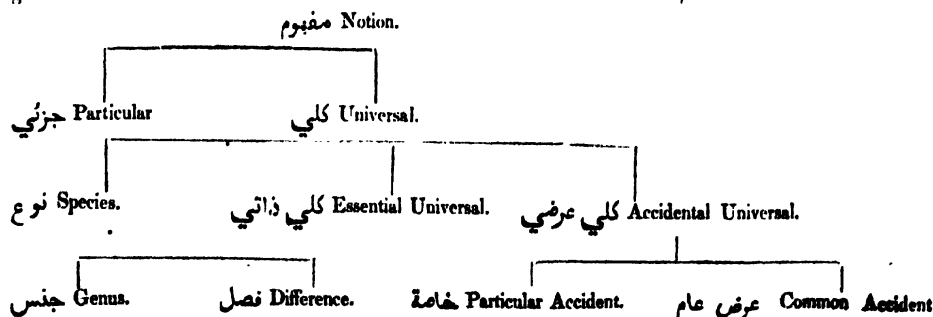 مفهوم Notion.
جزئي Particular كلي Universal.
نوع Species. كلي ذاتي Essential Universal. كلي عرضي Accidental Universal.
جنس Genus. فصل Difference. خاصة Particular Accident. عرض عام Common Accident